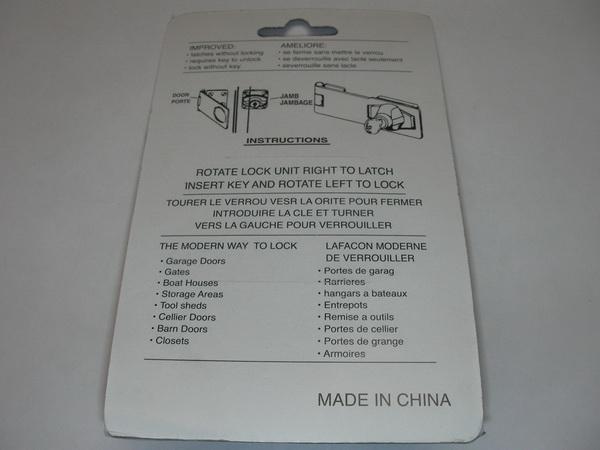 IMPROVED:
• latches without locking
• requires key to unlock
• lock without key
AMELIORE:
• se ferme sans mettre le verrou
• se deverrouille avec lacle seulement
• severrouille sans lacle
DOOR
PORTE
JAMB
JAMBAGE
INSTRUCTIONS
ROTATE LOCK UNIT RIGHT TO LATCH
INSERT KEY AND ROTATE LEFT TO LOCK
TOURER LE VERROU VESR LA ORITE POUR FERMER
INTRODUIRE LA CLE ET TURNER
VERS LA GAUCHE POUR VERROUILLER
THE MODERN WAY TO LOCK
• Garage Doors
• Gates
• Boat Houses
• Storage Areas
• Tool sheds
• Cellier Doors
• Barn Doors
• Closets
LAFACON MODERNE
DE VERROUILLER
• Portes de garag
• Rarrieres
• hangars a bateaux
• Entrepots
• Remise a outils
• Portes de cellier
• Portes de grange
• Armoires
MADE IN CHINA